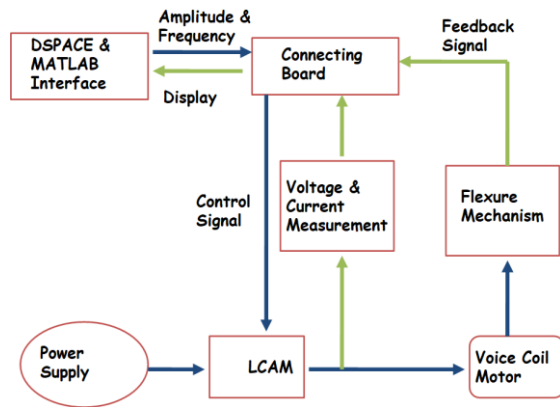 Amplitude &
Frequency
Feedback
Signal
DSPACE &
MATLAB
Interface
Connecting
Board
Display
Control
Signal
Voltage &
Current
Measurement
Flexure
Mechanism
Power
Supply
LCAM
Voice Coil
Motor